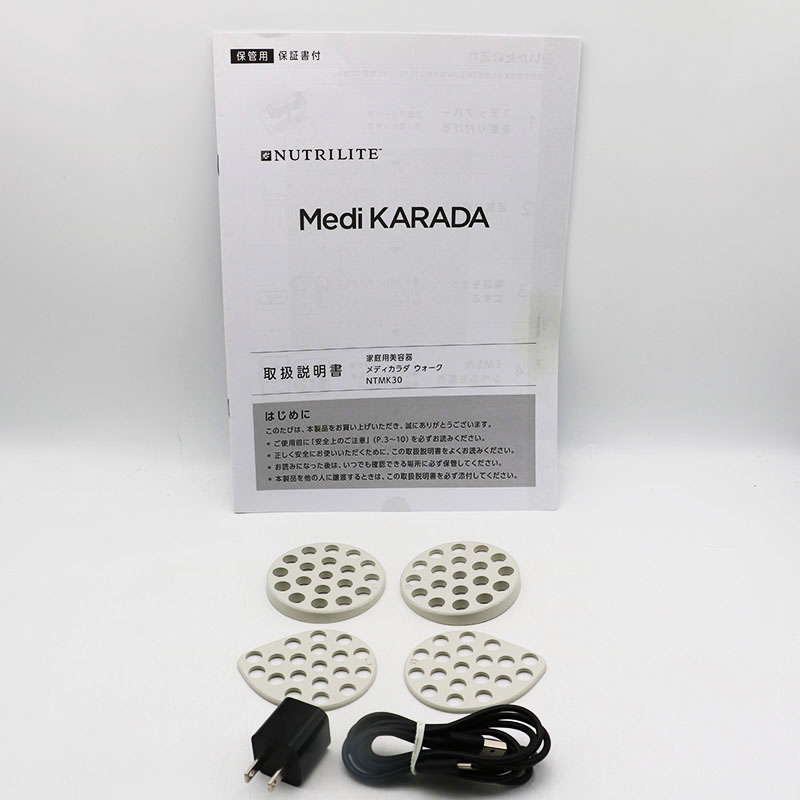 保管用 保証書付
NUTRILITE™
Medi KARADA
取扱説明書
家庭用美容器
メディカラダ ウォーク
NTMK30
はじめに
このたびは、本製品をお買い上げいただき、誠にありがとうございます。
• ご使用前に「安全上のご注意」(P.3〜10)を必ずお読みください。
• 正しく安全にお使いいただくために、この取扱説明書をよくお読みください。
• お読みになった後は、いつでも確認できる場所に必ず保管してください。
• 本製品を他の人に譲渡するときは、この取扱説明書を必ず添付してください。